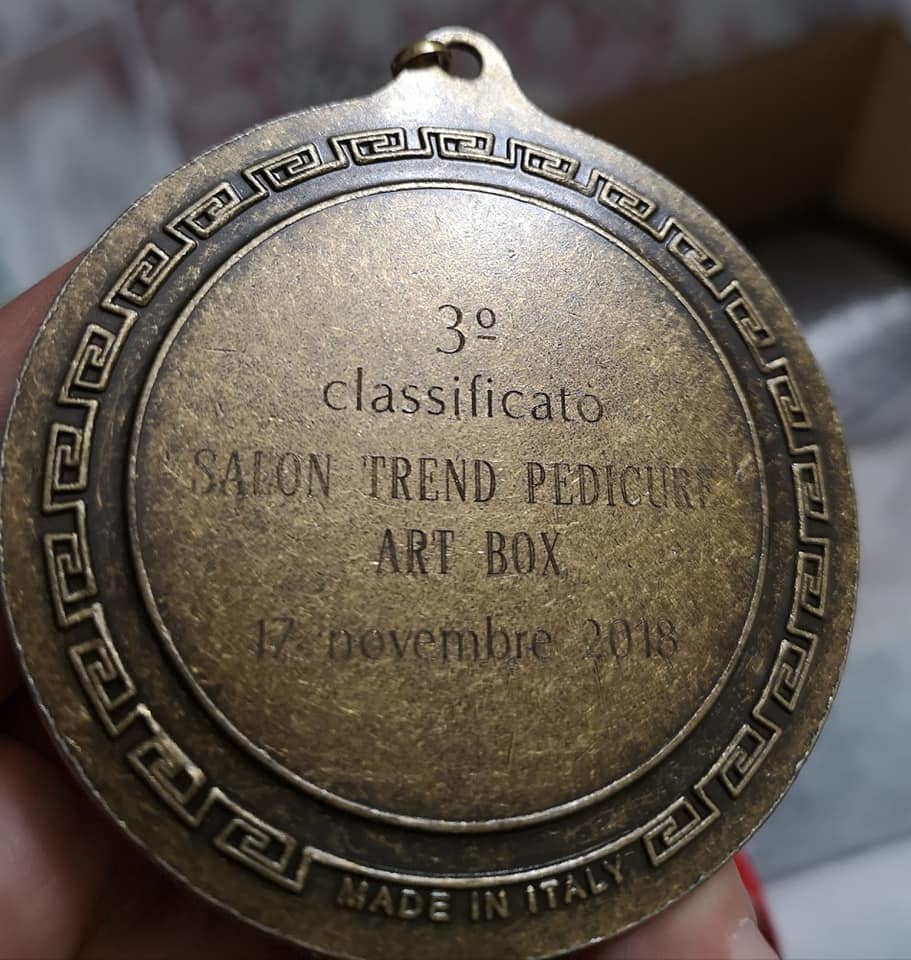 3º
classificato
SALON TREND PEDICURE
ART BOX
17 novembre 2018
MADE IN ITALY